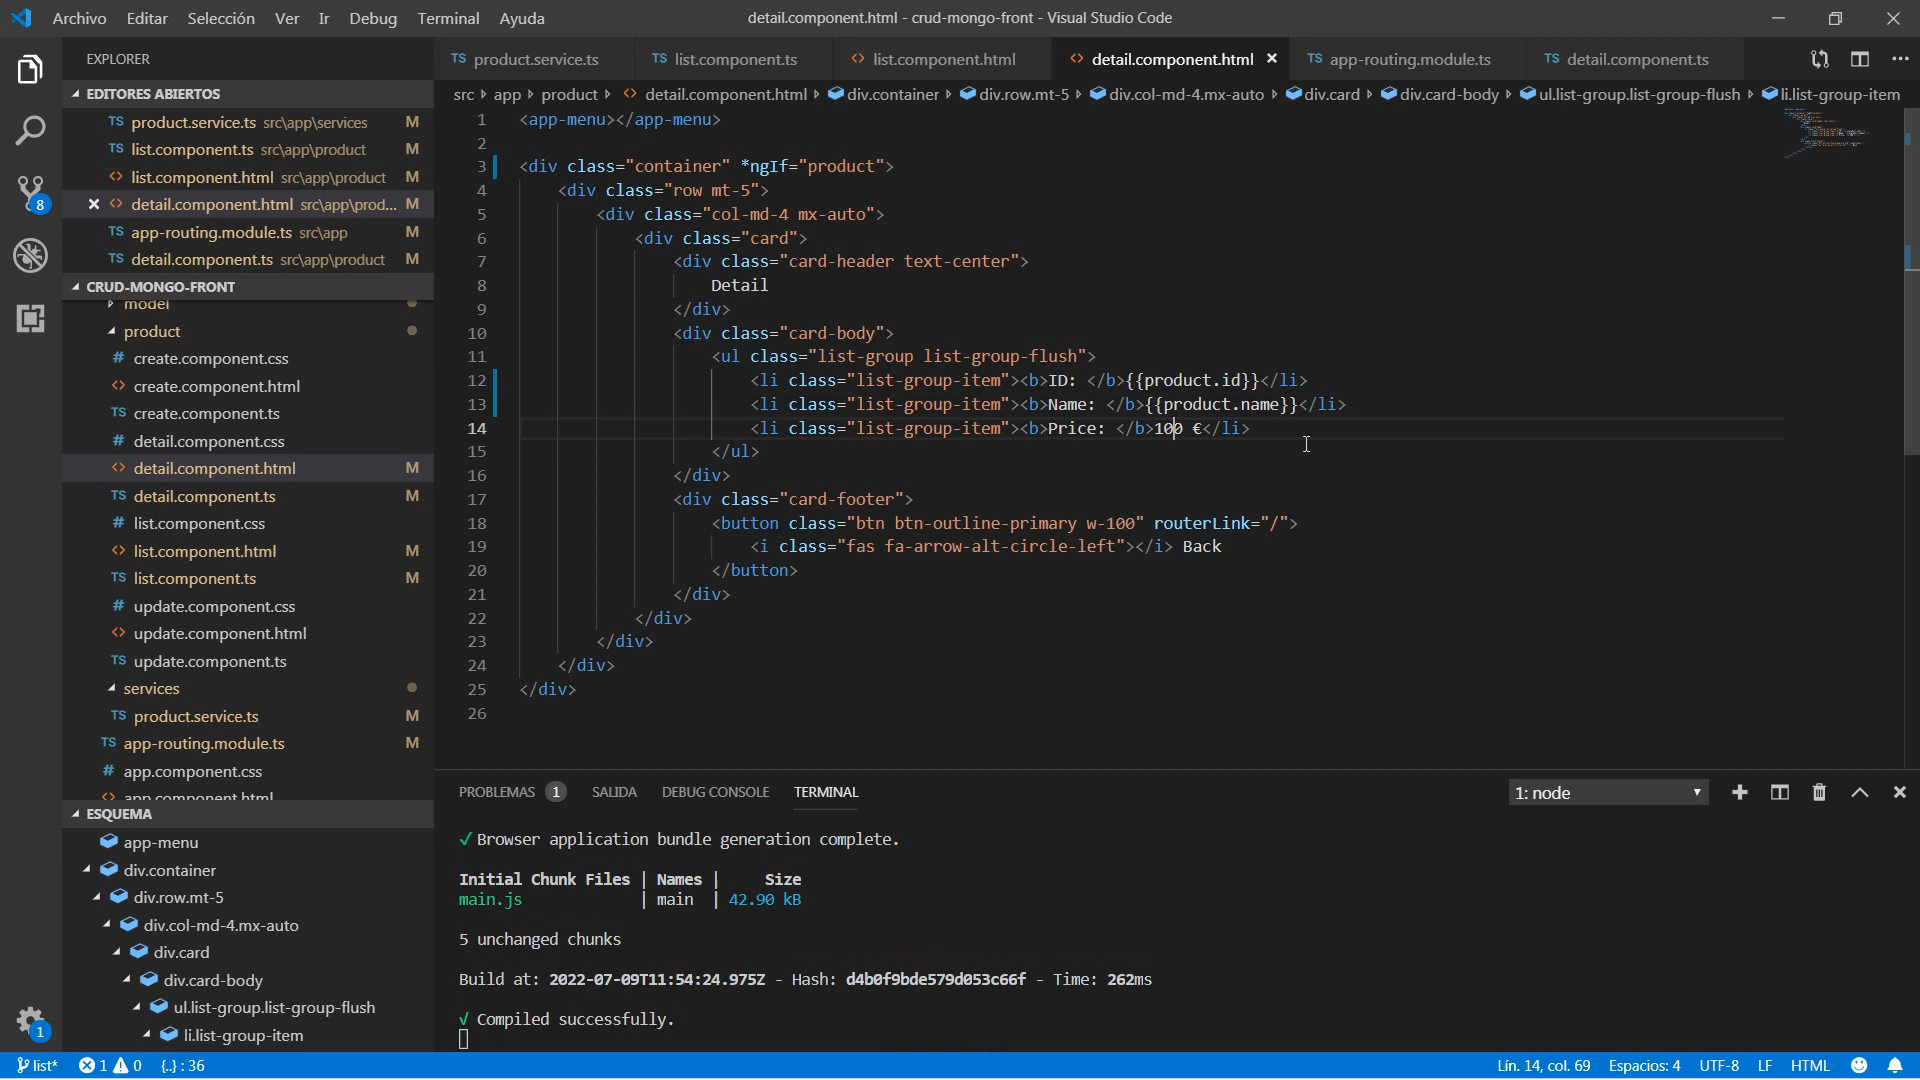 Archivo Editar Selección Ver Ir Debug Terminal Ayuda
detail.component.html - crud-mongo-front - Visual Studio Code
EXPLORER
EDITORES ABIERTOS
TS product.service.ts src\app\services M
TS list.component.ts src\app\product M
<> list.component.html src\app\product M
<> detail.component.html src\app\prod... M
TS app-routing.module.ts src\app M
TS detail.component.ts src\app\product M
CRUD-MONGO-FRONT
model
product
# create.component.css
<> create.component.html
TS create.component.ts
# detail.component.css
<> detail.component.html M
TS detail.component.ts M
# list.component.css
<> list.component.html M
TS list.component.ts M
# update.component.css
<> update.component.html
TS update.component.ts
services
TS product.service.ts M
TS app-routing.module.ts M
# app.component.css
<> app.component.html
ESQUEMA
app-menu
div.container
div.row.mt-5
div.col-md-4.mx-auto
div.card
div.card-body
ul.list-group.list-group-flush
li.list-group-item
8
1
TS product.service.ts
TS list.component.ts
<> list.component.html
<> detail.component.html
TS app-routing.module.ts
TS detail.component.ts
src app product <> detail.component.html div.container div.row.mt-5 div.col-md-4.mx-auto div.card div.card-body ul.list-group.list-group-flush li.list-group-item
1 <app-menu></app-menu>
2
3 <div class="container" *ngIf="product">
4 <div class="row mt-5">
5 <div class="col-md-4 mx-auto">
6 <div class="card">
7 <div class="card-header text-center">
8 Detail
9 </div>
10 <div class="card-body">
11 <ul class="list-group list-group-flush">
12 <li class="list-group-item"><b>ID: </b>{{product.id}}</li>
13 <li class="list-group-item"><b>Name: </b>{{product.name}}</li>
14 <li class="list-group-item"><b>Price: </b>100 €</li>
15 </ul>
16 </div>
17 <div class="card-footer">
18 <button class="btn btn-outline-primary w-100" routerLink="/">
19 <i class="fas fa-arrow-alt-circle-left"></i> Back
20 </button>
21 </div>
22 </div>
23 </div>
24 </div>
25 </div>
26
PROBLEMAS 1 SALIDA DEBUG CONSOLE TERMINAL
1: node
√ Browser application bundle generation complete.
Initial Chunk Files | Names | Size
main.js | main | 42.90 kB
5 unchanged chunks
Build at: 2022-07-09T11:54:24.975Z - Hash: d4b0f9bde579d053c66f - Time: 262ms
√ Compiled successfully.
list* 1 0 {..} : 36
Lín. 14, col. 69 Espacios: 4 UTF-8 LF HTML